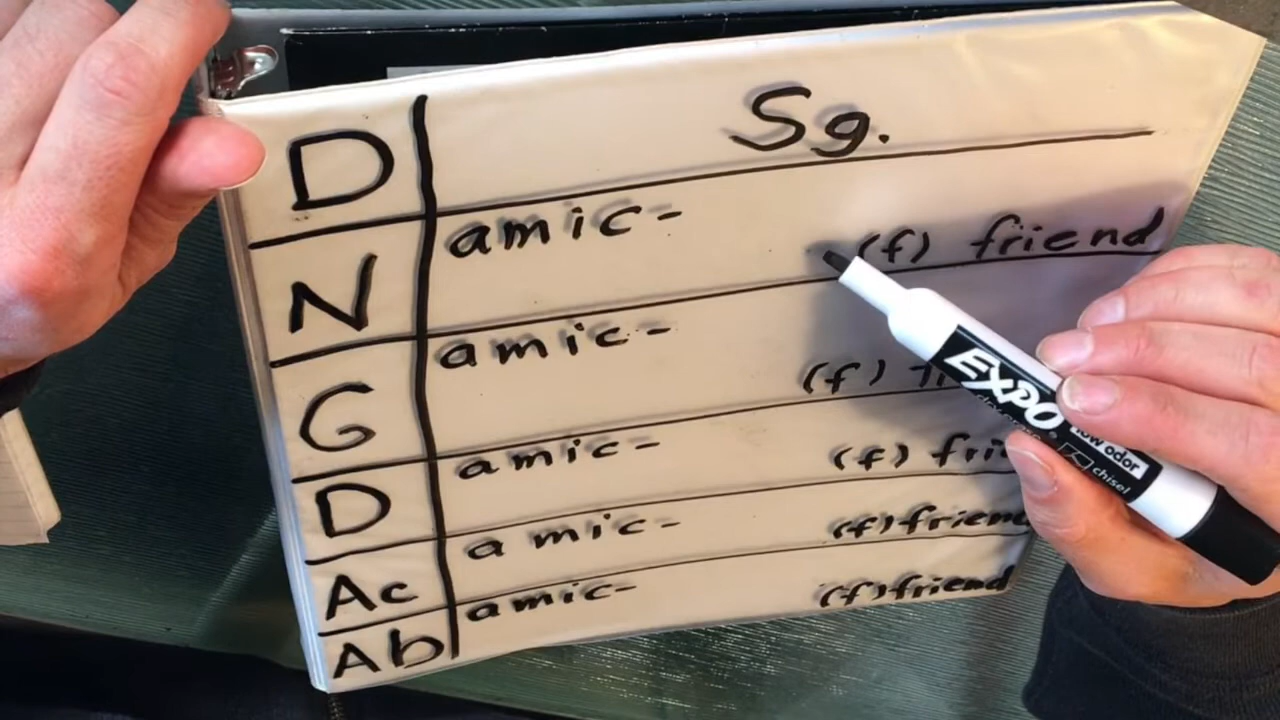 D Sg.
N amic- (f) friend
G amic- (f)
D amic- (f)
Ac amic- (f) friend
Ab amic- (f) friend
EXPO
low odor
chisel